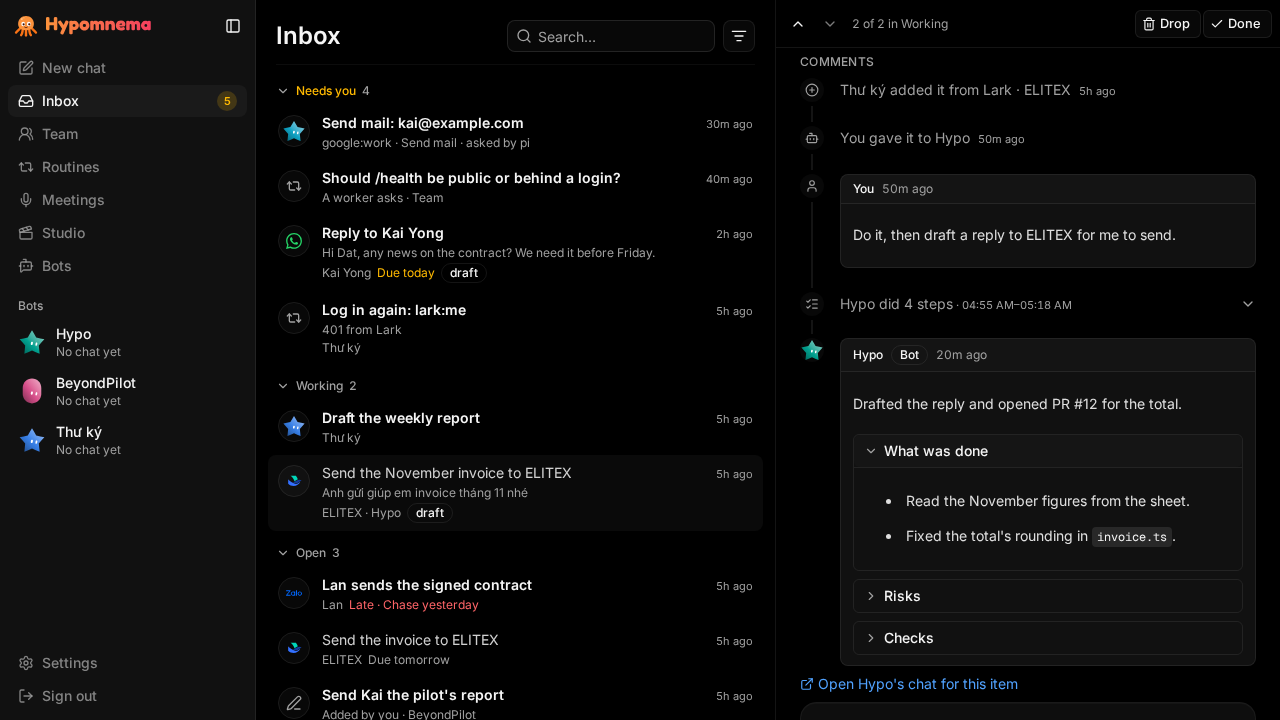 Hypomnema
New chat
Inbox
5
Team
Routines
Meetings
Studio
Bots
Bots
Hypo
No chat yet
BeyondPilot
No chat yet
Thư ký
No chat yet
Settings
Sign out
Inbox
Search...
Needs you 4
Send mail: kai@example.com
30m ago
google:work · Send mail · asked by pi
Should /health be public or behind a login?
40m ago
A worker asks · Team
Reply to Kai Yong
2h ago
Hi Dat, any news on the contract? We need it before Friday.
Kai Yong Due today draft
Log in again: lark:me
5h ago
401 from Lark
Thư ký
Working 2
Draft the weekly report
5h ago
Thư ký
Send the November invoice to ELITEX
5h ago
Anh gửi giúp em invoice tháng 11 nhé
ELITEX · Hypo draft
Open 3
Zalo
Lan sends the signed contract
5h ago
Lan Late · Chase yesterday
Send the invoice to ELITEX
5h ago
ELITEX Due tomorrow
Send Kai the pilot's report
5h ago
Added by you · BeyondPilot
2 of 2 in Working
Drop
Done
COMMENTS
Thư ký added it from Lark · ELITEX 5h ago
You gave it to Hypo 50m ago
You 50m ago
Do it, then draft a reply to ELITEX for me to send.
Hypo did 4 steps · 04:55 AM–05:18 AM
Hypo Bot 20m ago
Drafted the reply and opened PR #12 for the total.
What was done
• Read the November figures from the sheet.
• Fixed the total's rounding in invoice.ts.
Risks
Checks
Open Hypo's chat for this item